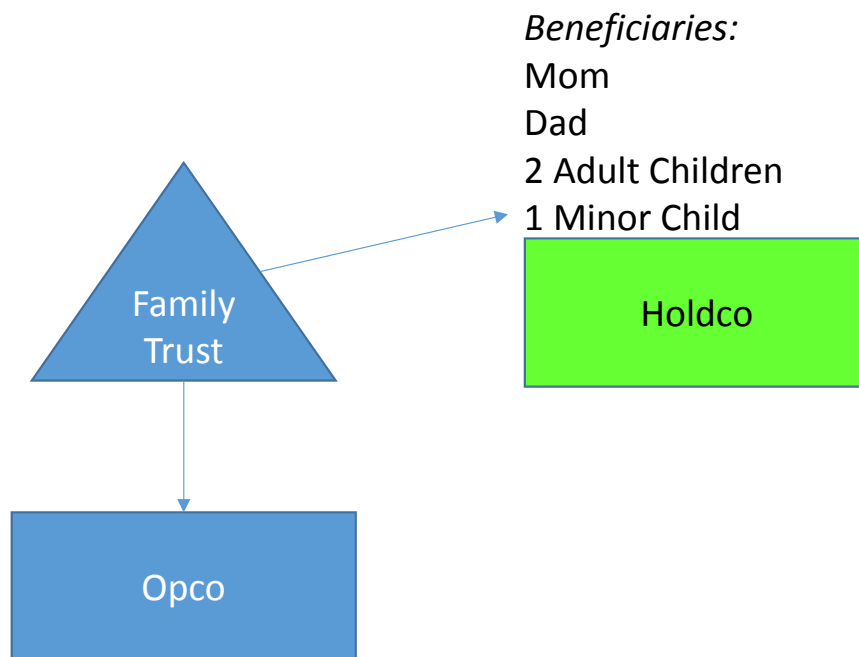 Beneficiaries:
Mom
Dad
2 Adult Children
1 Minor Child
Holdco
Family
Trust
Opco